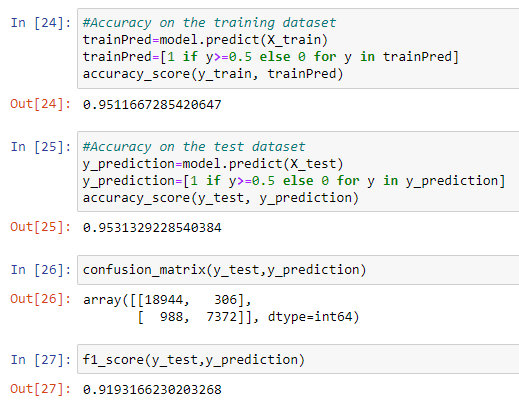 In [24]: #Accuracy on the training dataset
trainPred=model.predict(X_train)
trainPred=[1 if y>=0.5 else 0 for y in trainPred]
accuracy_score(y_train, trainPred)
Out[24]: 0.9511667285420647
In [25]: #Accuracy on the test dataset
y_prediction=model.predict(X_test)
y_prediction=[1 if y>=0.5 else 0 for y in y_prediction]
accuracy_score(y_test, y_prediction)
Out[25]: 0.9531329228540384
In [26]: confusion_matrix(y_test,y_prediction)
Out[26]: array([[18944,   306],
[  988,  7372]], dtype=int64)
In [27]: f1_score(y_test,y_prediction)
Out[27]: 0.9193166230203268